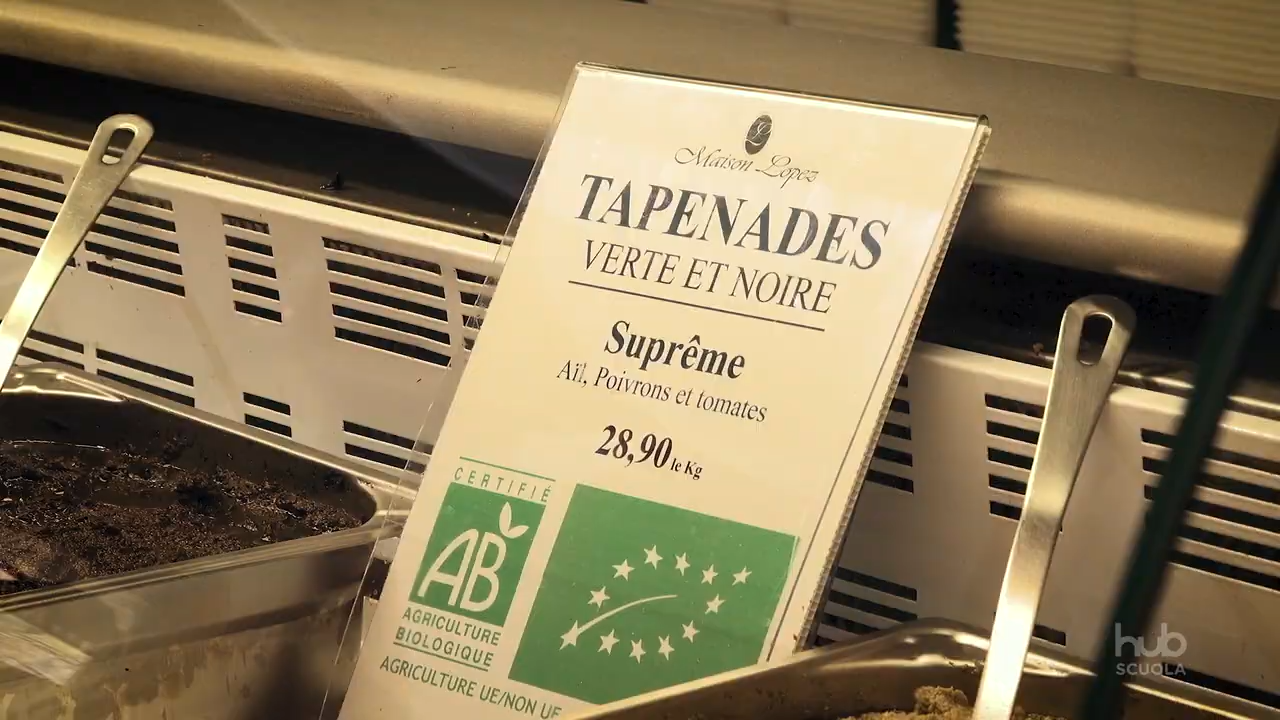 Maison Lopez
TAPENADES
VERTE ET NOIRE
Suprême
Ail, Poivrons et tomates
28,90 le Kg
CERTIFIÉ
AB
AGRICULTURE
BIOLOGIQUE
AGRICULTURE UE/NON UE
hub
SCUOLA